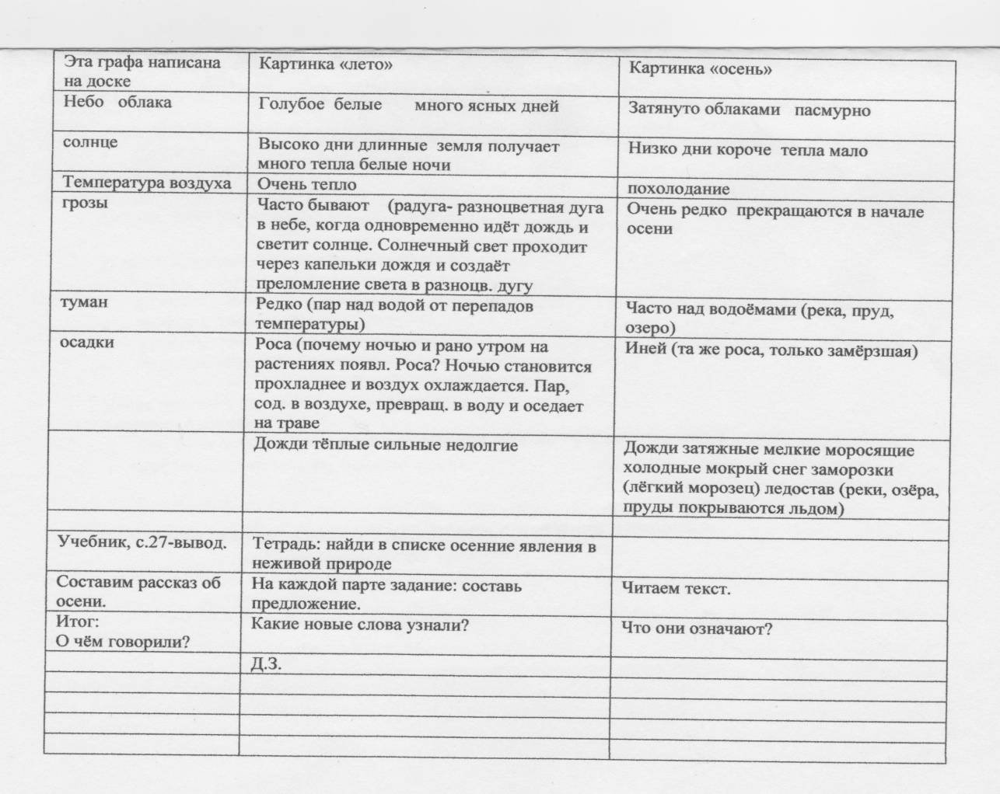 Эта графа написана
на доске
Картинка «лето»
Картинка «осень»
Небо облака
Голубое белые много ясных дней
Затянуто облаками пасмурно
солнце
Высоко дни длинные земля получает
много тепла белые ночи
Низко дни короче тепла мало
Температура воздуха
Очень тепло
похолодание
грозы
Часто бывают (радуга- разноцветная дуга
в небе, когда одновременно идёт дождь и
светит солнце. Солнечный свет проходит
через капельки дождя и создаёт
преломление света в разноцв. дугу
Очень редко прекращаются в начале
осени
туман
Редко (пар над водой от перепадов
температуры)
Часто над водоёмами (река, пруд,
озеро)
осадки
Роса (почему ночью и рано утром на
растениях появл. Роса? Ночью становится
прохладнее и воздух охлаждается. Пар,
сод. в воздухе, превращ. в воду и оседает
на траве
Иней (та же роса, только замёрзшая)
Дожди тёплые сильные недолгие
Дожди затяжные мелкие моросящие
холодные мокрый снег заморозки
(лёгкий морозец) ледостав (реки, озёра,
пруды покрываются льдом)
Учебник, с.27-вывод.
Тетрадь: найди в списке осенние явления в
неживой природе
Составим рассказ об
осени.
На каждой парте задание: составь
предложение.
Читаем текст.
Итог:
О чём говорили?
Какие новые слова узнали?
Что они означают?
Д.З.